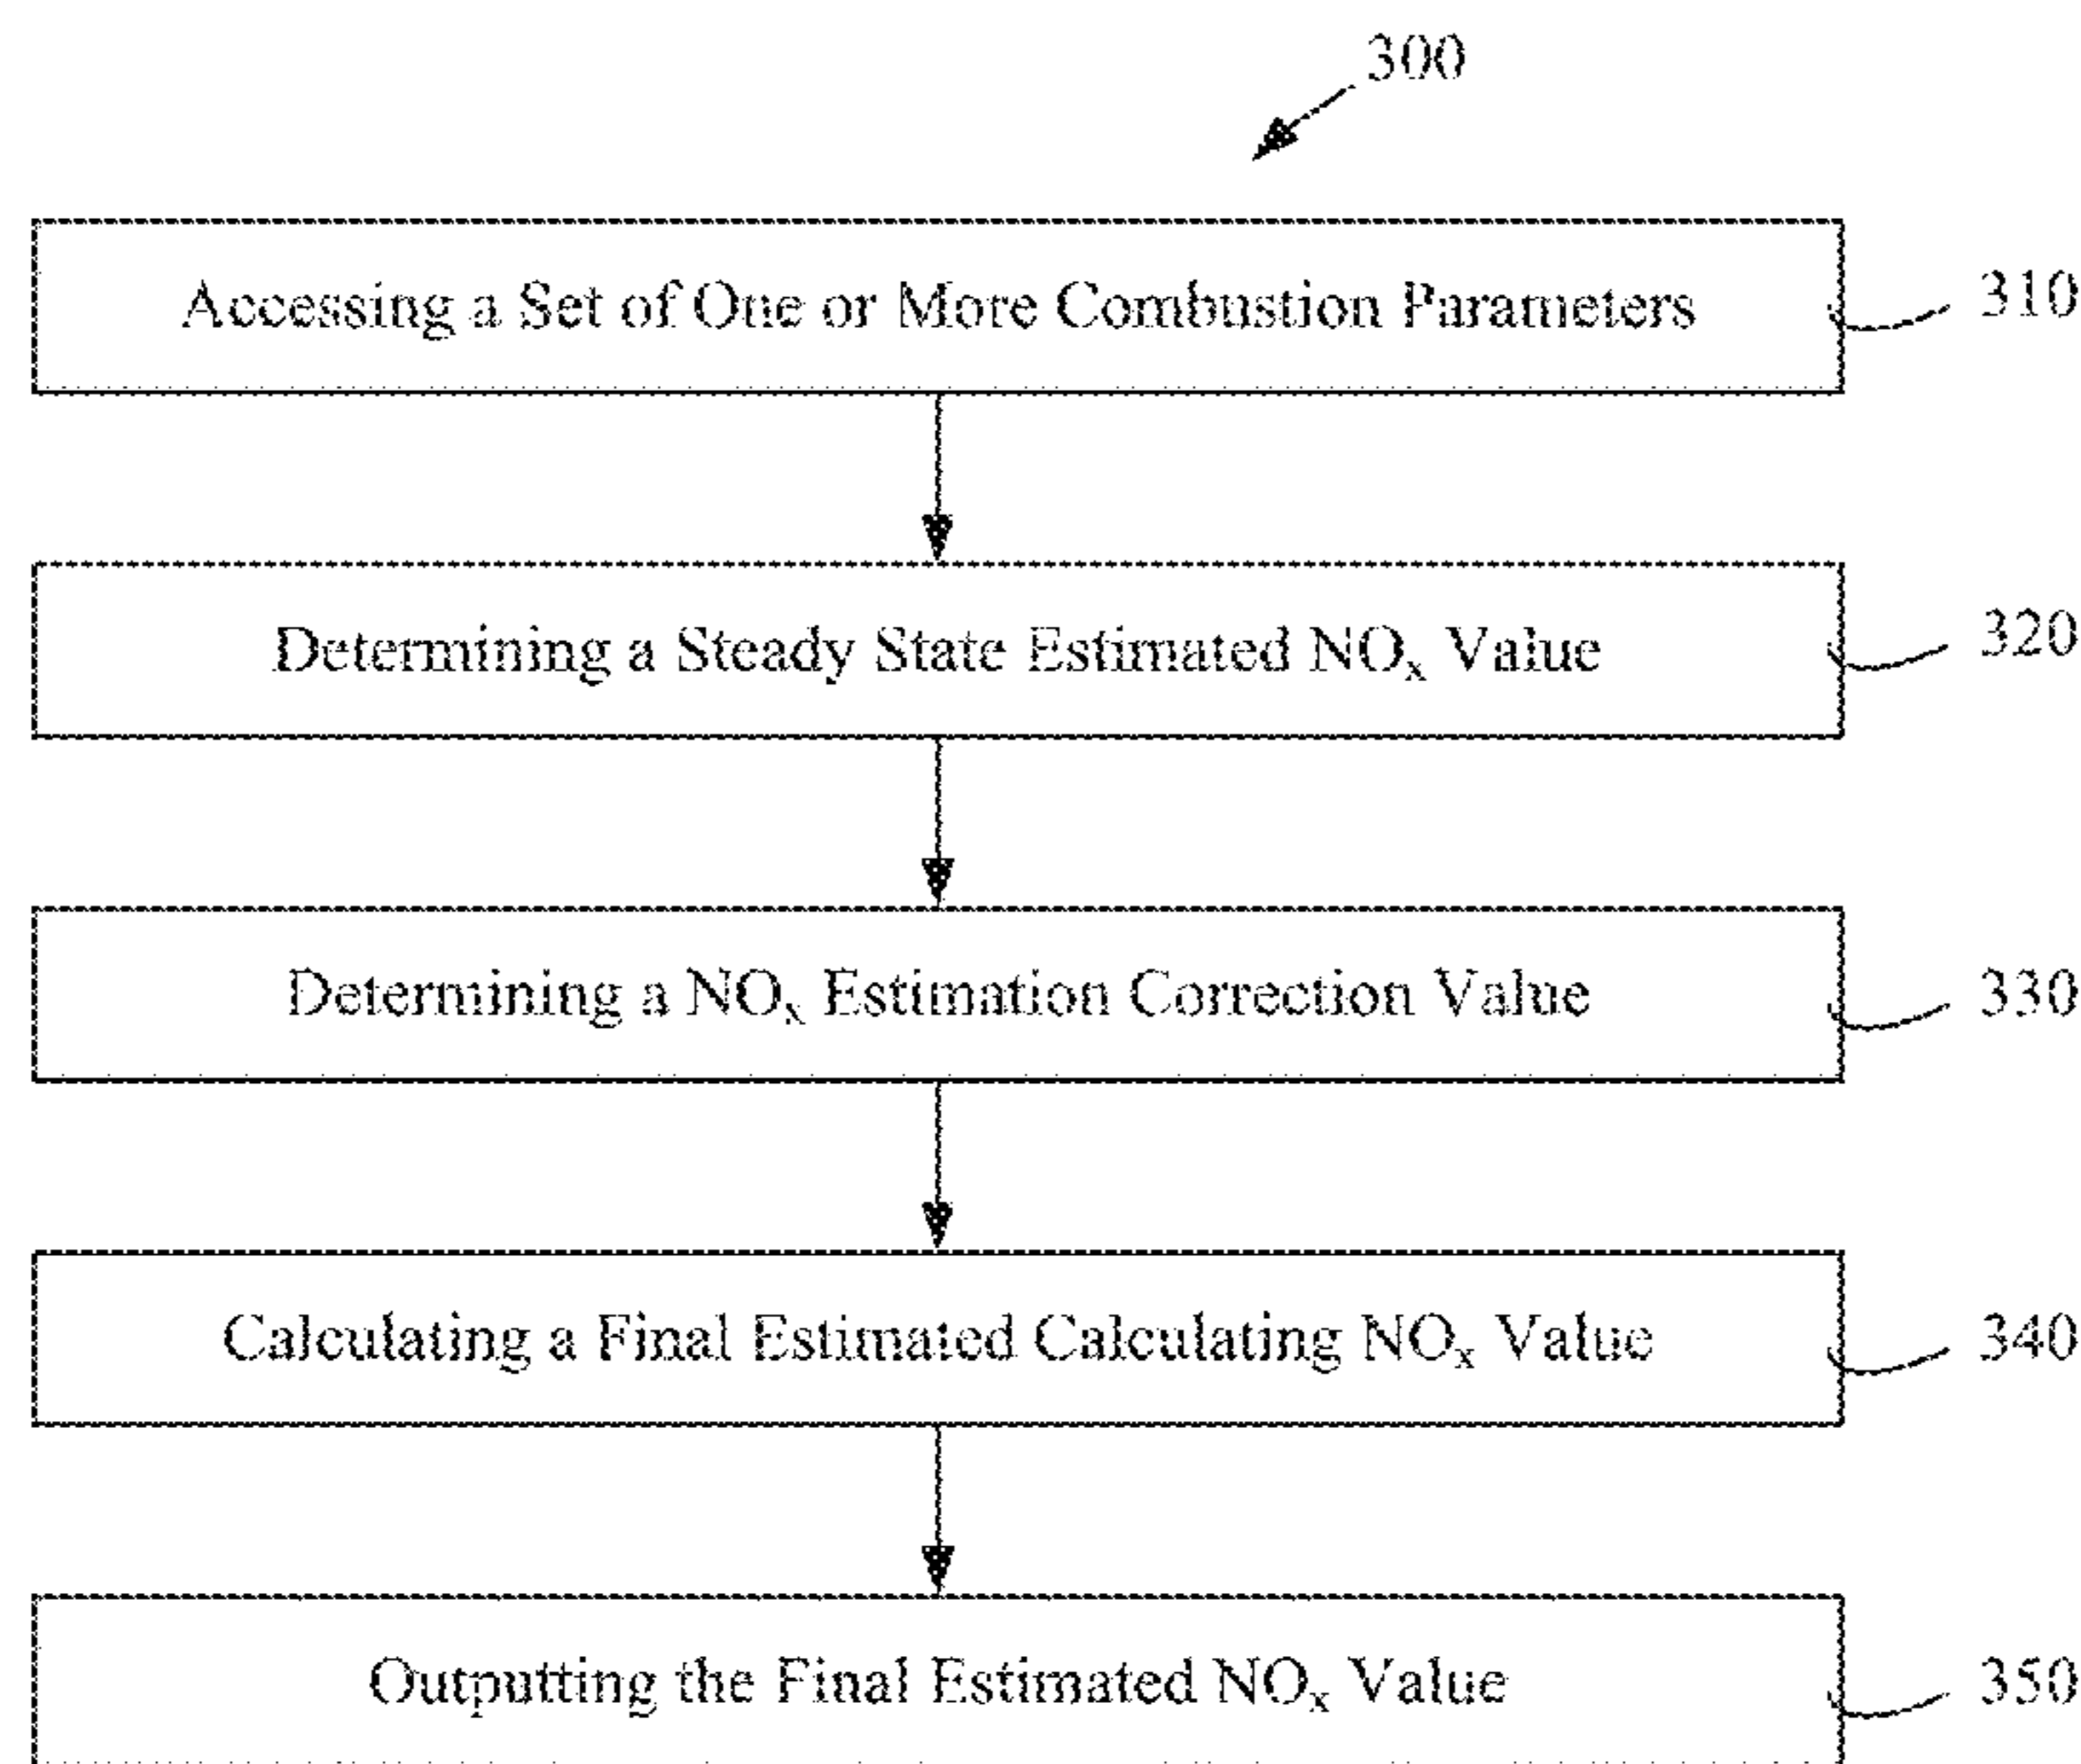 300
Accessing a Set of One or More Combustion Parameters
310
Determining a Steady State Estimated NOₓ Value
320
Determining a NOₓ Estimation Correction Value
330
Calculating a Final Estimated Calculating NOₓ Value
340
Outputting the Final Estimated NOₓ Value
350